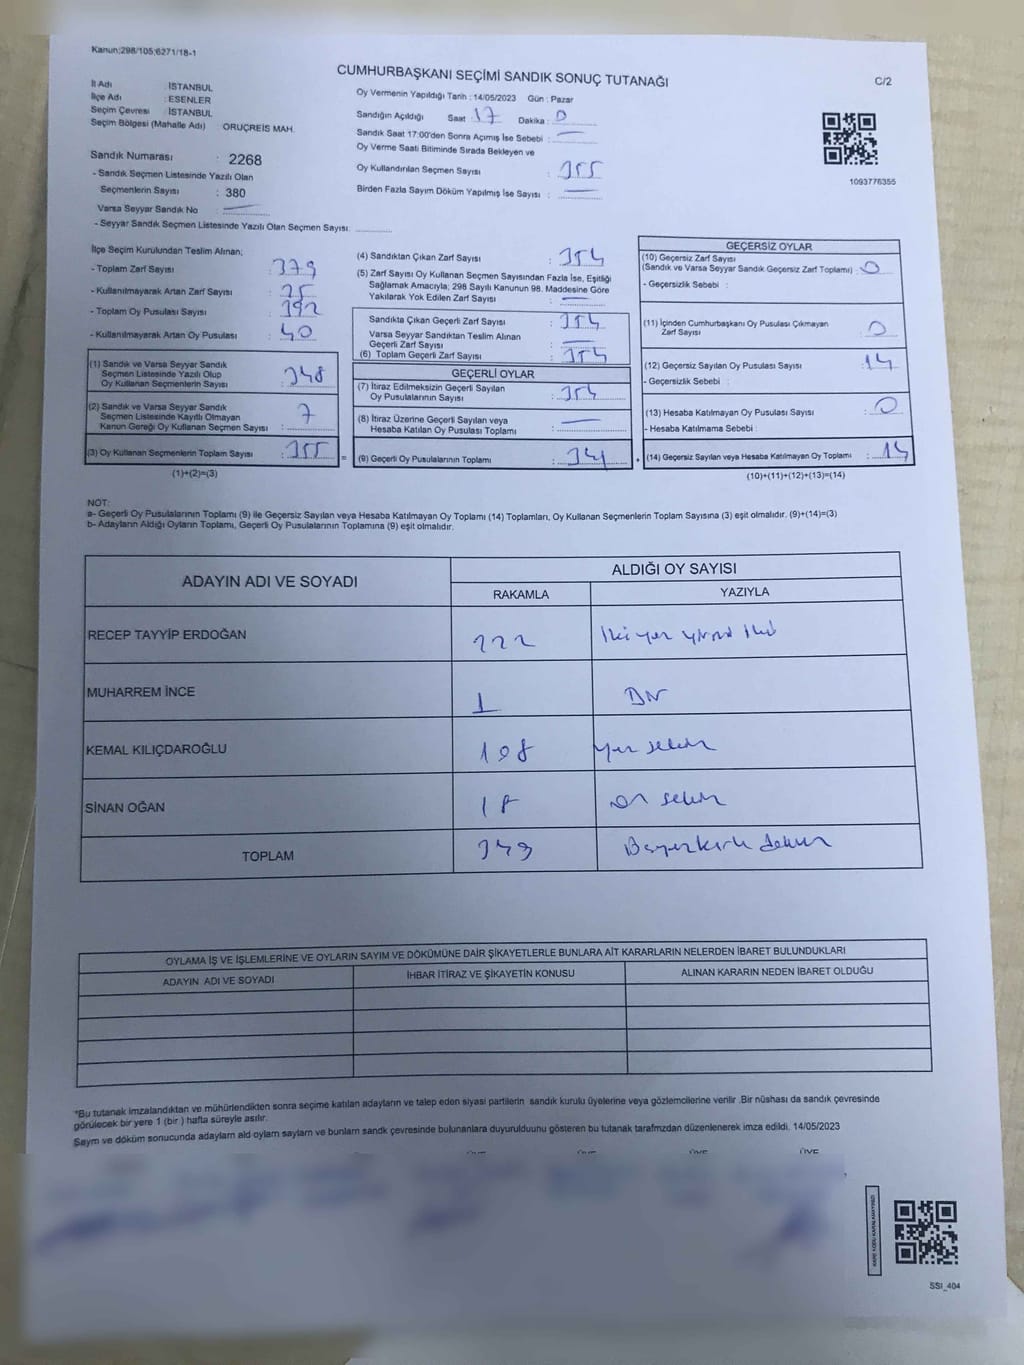 Kanun;298/105;6271/18-1
CUMHURBAŞKANI SEÇİMİ SANDIK SONUÇ TUTANAĞI
C/2
İl Adı : İSTANBUL
İlçe Adı : ESENLER
Seçim Çevresi : İSTANBUL
Seçim Bölgesi (Mahalle Adı) : ORUÇREİS MAH.
Sandık Numarası : 2268
- Sandık Seçmen Listesinde Yazılı Olan
Seçmenlerin Sayısı : 380
Varsa Seyyar Sandık No : —
- Seyyar Sandık Seçmen Listesinde Yazılı Olan Seçmen Sayısı:
Oy Vermenin Yapıldığı Tarih : 14/05/2023 Gün : Pazar
Sandığın Açıldığı Saat : 17 Dakika : 0
Sandık Saat 17:00'den Sonra Açımış İse Sebebi : —
Oy Verme Saati Bitiminde Sırada Bekleyen ve
Oy Kullandırılan Seçmen Sayısı : 355
Birden Fazla Sayım Döküm Yapılmış İse Sayısı : —
1093776355
İlçe Seçim Kurulundan Teslim Alınan;
- Toplam Zarf Sayısı : 379
- Kullanılmayarak Artan Zarf Sayısı : 25
- Toplam Oy Pusulası Sayısı : 392
- Kullanılmayarak Artan Oy Pusulası : 40
(1) Sandık ve Varsa Seyyar Sandık
Seçmen Listesinde Yazılı Olup
Oy Kullanan Seçmenlerin Sayısı : 348
(2) Sandık ve Varsa Seyyar Sandık
Seçmen Listesinde Kayıtlı Olmayan
Kanun Gereği Oy Kullanan Seçmen Sayısı : 7
(3) Oy Kullanan Seçmenlerin Toplam Sayısı : 355
(1)+(2)=(3)
(4) Sandıktan Çıkan Zarf Sayısı : 354
(5) Zarf Sayısı Oy Kullanan Seçmen Sayısından Fazla İse, Eşitliği
Sağlamak Amacıyla; 298 Sayılı Kanunun 98. Maddesine Göre
Yakılarak Yok Edilen Zarf Sayısı : —
Sandıkta Çıkan Geçerli Zarf Sayısı : 354
Varsa Seyyar Sandıktan Teslim Alınan
Geçerli Zarf Sayısı : —
(6) Toplam Geçerli Zarf Sayısı : 354
GEÇERLİ OYLAR
(7) İtiraz Edilmeksizin Geçerli Sayılan
Oy Pusulalarının Sayısı : 354
(8) İtiraz Üzerine Geçerli Sayılan veya
Hesaba Katılan Oy Pusulası Toplamı : —
= (9) Geçerli Oy Pusulalarının Toplamı :
GEÇERSİZ OYLAR
(10) Geçersiz Zarf Sayısı
(Sandık ve Varsa Seyyar Sandık Geçersiz Zarf Toplamı) : 0
- Geçersizlik Sebebi :
(11) İçinden Cumhurbaşkanı Oy Pusulası Çıkmayan
Zarf Sayısı : 0
(12) Geçersiz Sayılan Oy Pusulası Sayısı : 14
- Geçersizlik Sebebi :
(13) Hesaba Katılmayan Oy Pusulası Sayısı : 0
- Hesaba Katılmama Sebebi :
+ (14) Geçersiz Sayılan veya Hesaba Katılmayan Oy Toplamı : 14
(10)+(11)+(12)+(13)=(14)
NOT:
a- Geçerli Oy Pusulalarının Toplamı (9) ile Geçersiz Sayılan veya Hesaba Katılmayan Oy Toplamı (14) Toplamları, Oy Kullanan Seçmenlerin Toplam Sayısına (3) eşit olmalıdır. (9)+(14)=(3)
b- Adayların Aldığı Oyların Toplamı, Geçerli Oy Pusulalarının Toplamına (9) eşit olmalıdır.
ADAYIN ADI VE SOYADI ALDIĞI OY SAYISI
RAKAMLA YAZIYLA
RECEP TAYYİP ERDOĞAN 222 İki yüz yirmi iki
MUHARREM İNCE 1 Bir
KEMAL KILIÇDAROĞLU 108 yüz sekiz
SİNAN OĞAN 18 on sekiz
TOPLAM 349
OYLAMA İŞ VE İŞLEMLERİNE VE OYLARIN SAYIM VE DÖKÜMÜNE DAİR ŞİKAYETLERLE BUNLARA AİT KARARLARIN NELERDEN İBARET BULUNDUKLARI
ADAYIN ADI VE SOYADI İHBAR İTİRAZ VE ŞİKAYETİN KONUSU ALINAN KARARIN NEDEN İBARET OLDUĞU
*Bu tutanak imzalandıktan ve mühürlendikten sonra seçime katılan adayların ve talep eden siyasi partilerin sandık kurulu üyelerine veya gözlemcilerine verilir .Bir nüshası da sandık çevresinde
görülecek bir yere 1 (bir ) hafta süreyle asılır.
Saym ve döküm sonucunda adaylarn ald oylarn saylarn ve bunlarn sandk çevresinde bulunanlara duyurulduunu gösteren bu tutanak tarafmzdan düzenlenerek imza edildi. 14/05/2023
ÜYE ÜYE ÜYE ÜYE
SSI_404